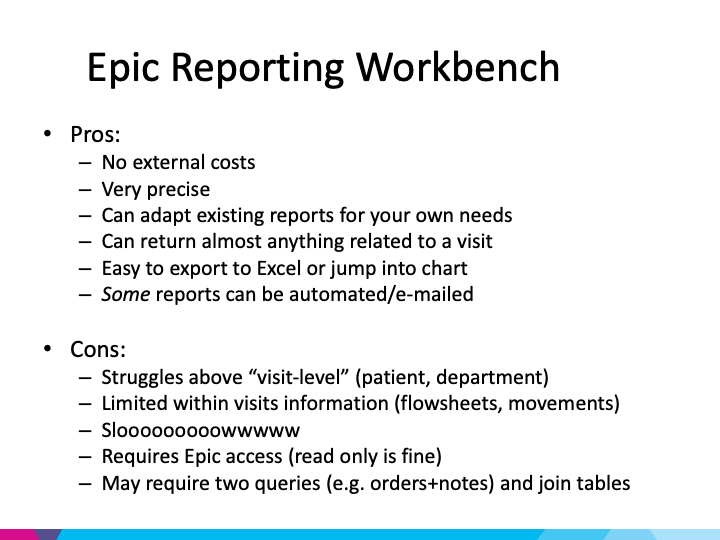 Epic Reporting Workbench
• Pros:
– No external costs
– Very precise
– Can adapt existing reports for your own needs
– Can return almost anything related to a visit
– Easy to export to Excel or jump into chart
– Some reports can be automated/e-mailed
• Cons:
– Struggles above “visit-level” (patient, department)
– Limited within visits information (flowsheets, movements)
– Slooooooooowwwww
– Requires Epic access (read only is fine)
– May require two queries (e.g. orders+notes) and join tables